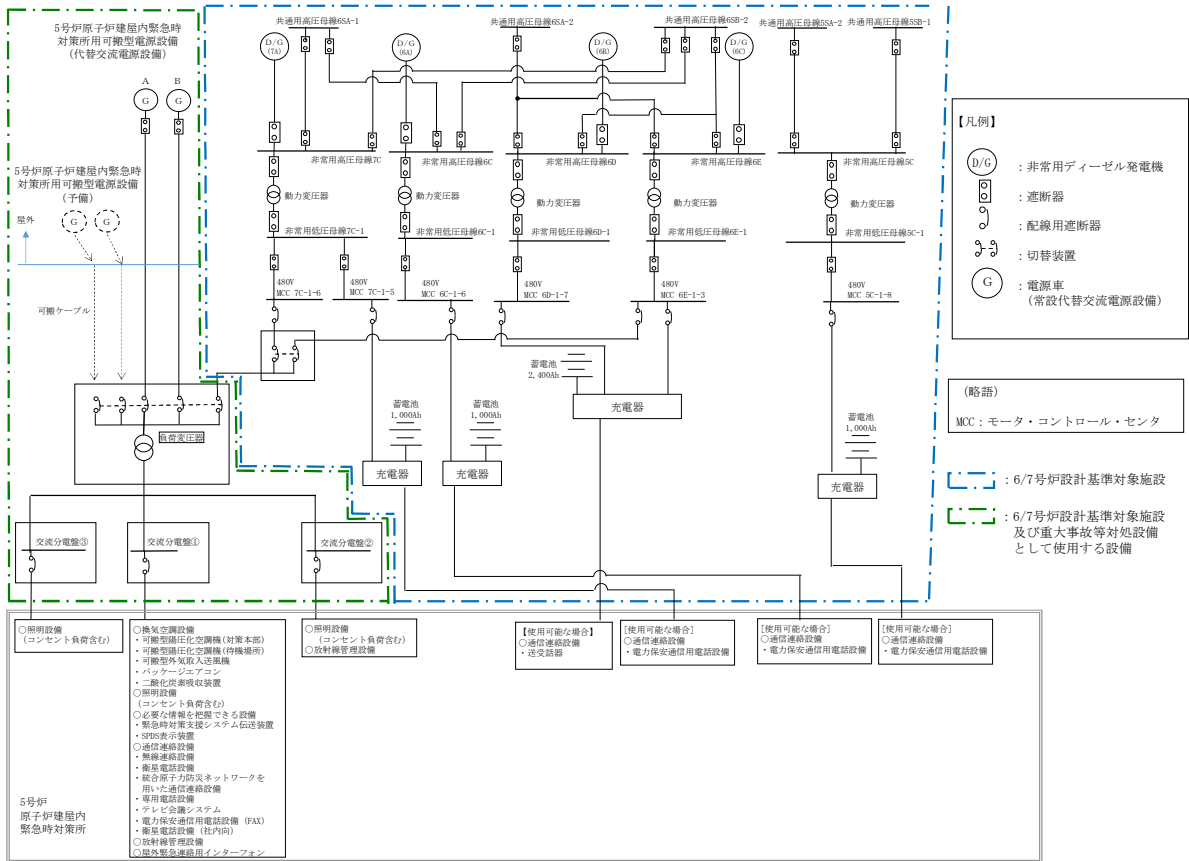 5号炉原子炉建屋内緊急時
対策所用可搬型電源設備
(代替交流電源設備)
A
B
G
G
5号原子炉建屋内緊急時
対策所用可搬型電源設備
(予備)
G
G
屋外
可搬ケーブル
負荷変圧器
交流分電盤③
交流分電盤①
交流分電盤②
共通用高圧母線6SA-1
共通用高圧母線6SA-2
共通用高圧母線6SB-2
共通用高圧母線5SA-2
共通用高圧母線5SB-1
D/G
(7A)
D/G
(6A)
D/G
(6B)
D/G
(6C)
非常用高圧母線7C
非常用高圧母線6C
非常用高圧母線6D
非常用高圧母線6E
非常用高圧母線5C
動力変圧器
動力変圧器
動力変圧器
動力変圧器
動力変圧器
非常用低圧母線7C-1
非常用低圧母線6C-1
非常用低圧母線6D-1
非常用低圧母線6E-1
非常用低圧母線5C-1
480V
MCC 7C-1-6
480V
MCC 7C-1-5
480V
MCC 6C-1-6
480V
MCC 6D-1-7
480V
MCC 6E-1-3
480V
MCC 5C-1-8
蓄電池
2,400Ah
充電器
蓄電池
1,000Ah
充電器
蓄電池
1,000Ah
充電器
蓄電池
1,000Ah
充電器
【凡例】
D/G
：非常用ディーゼル発電機
：遮断器
：配線用遮断器
：切替装置
G
：電源車
(常設代替交流電源設備)
(略語)
MCC：モータ・コントロール・センタ
：6/7号炉設計基準対象施設
：6/7号炉設計基準対象施設
及び重大事故等対処設備
として使用する設備
○照明設備
(コンセント負荷含む)
○換気空調設備
・可搬型陽圧化空調機(対策本部)
・可搬型陽圧化空調機(待機場所)
・可搬型外気取入送風機
・パッケージエアコン
・二酸化炭素吸収装置
○照明設備
(コンセント負荷含む)
○必要な情報を把握できる設備
・緊急時対策支援システム伝送装置
・SPDS表示装置
○通信連絡設備
・無線連絡設備
・衛星電話設備
・統合原子力防災ネットワークを
用いた通信連絡設備
・専用電話設備
・テレビ会議システム
・電力保安通信用電話設備 (FAX)
・衛星電話設備 (社内向)
○放射線管理設備
○屋外緊急連絡用インターフォン
○照明設備
(コンセント負荷含む)
○放射線管理設備
【使用可能な場合】
○通信連絡設備
・送受話器
[使用可能な場合]
○通信連絡設備
・電力保安通信用電話設備
[使用可能な場合]
○通信連絡設備
・電力保安通信用電話設備
[使用可能な場合]
○通信連絡設備
・電力保安通信用電話設備
5号炉
原子炉建屋内
緊急時対策所